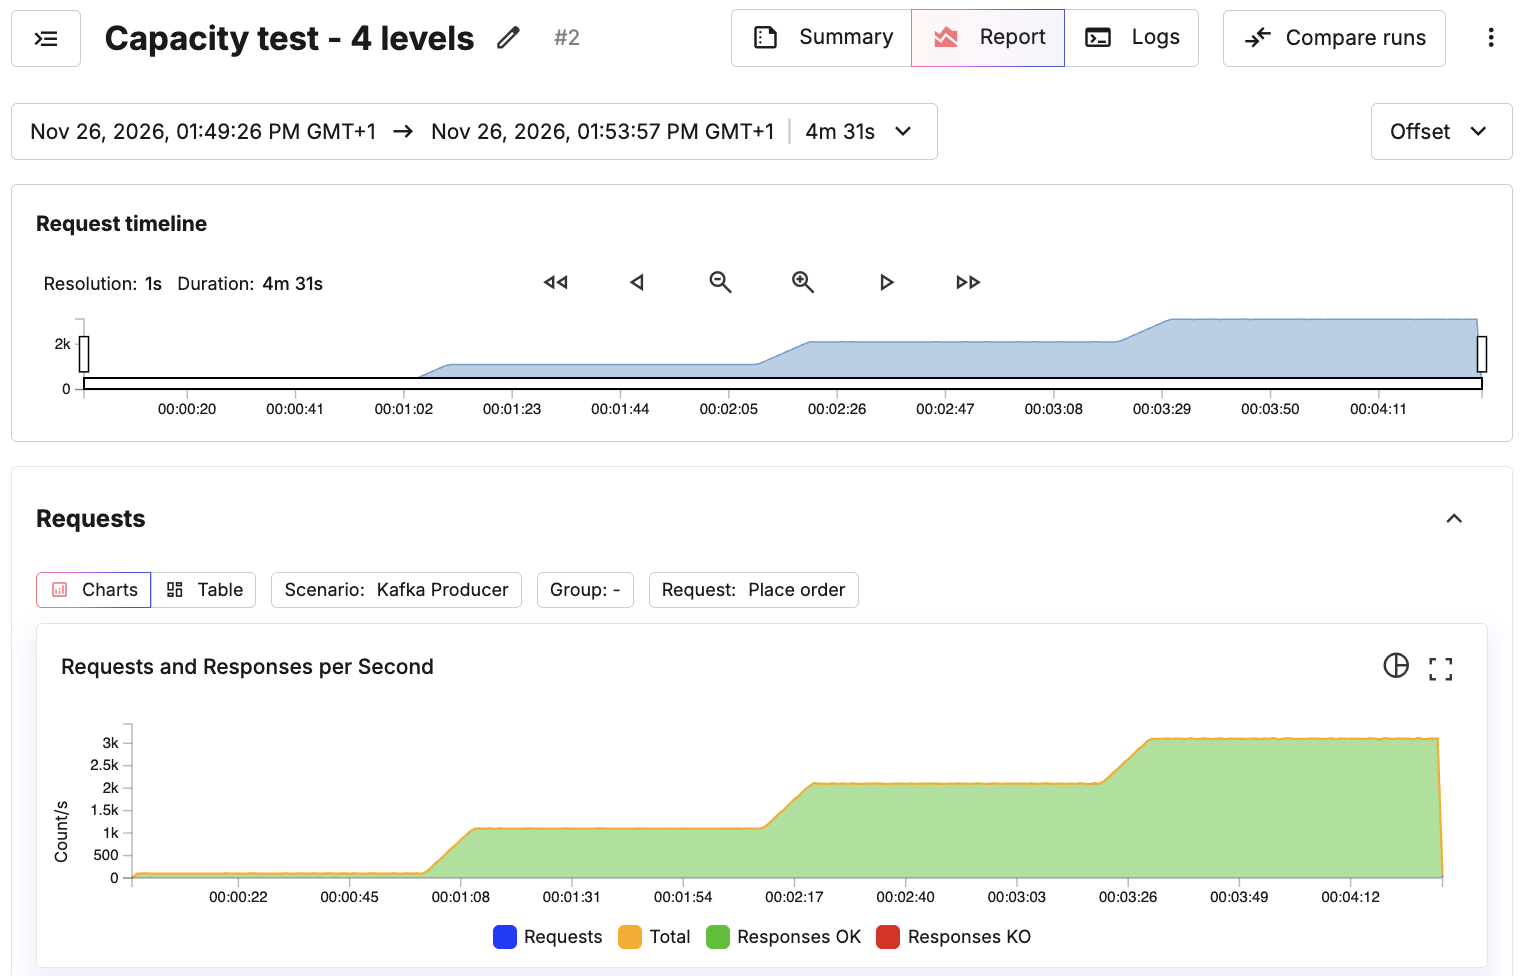 Capacity test - 4 levels #2 Summary Report Logs Compare runs
Nov 26, 2026, 01:49:26 PM GMT+1 → Nov 26, 2026, 01:53:57 PM GMT+1 4m 31s Offset
Request timeline
Resolution: 1s Duration: 4m 31s
2k
0
00:00:20 00:00:41 00:01:02 00:01:23 00:01:44 00:02:05 00:02:26 00:02:47 00:03:08 00:03:29 00:03:50 00:04:11
Requests
Charts Table Scenario: Kafka Producer Group: - Request: Place order
Requests and Responses per Second
Count/s
3k
2.5k
2k
1.5k
1k
500
0
00:00:22 00:00:45 00:01:08 00:01:31 00:01:54 00:02:17 00:02:40 00:03:03 00:03:26 00:03:49 00:04:12
Requests Total Responses OK Responses KO